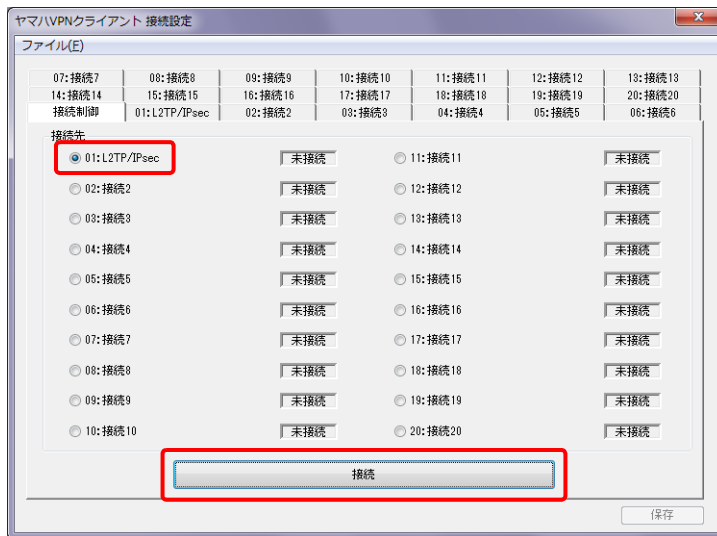 ヤマハVPNクライアント 接続設定
ファイル(F)
07:接続7 08:接続8 09:接続9 10:接続10 11:接続11 12:接続12 13:接続13
14:接続14 15:接続15 16:接続16 17:接続17 18:接続18 19:接続19 20:接続20
接続制御 01:L2TP/IPsec 02:接続2 03:接続3 04:接続4 05:接続5 06:接続6
接続先
01:L2TP/IPsec 未接続 11:接続11 未接続
02:接続2 未接続 12:接続12 未接続
03:接続3 未接続 13:接続13 未接続
04:接続4 未接続 14:接続14 未接続
05:接続5 未接続 15:接続15 未接続
06:接続6 未接続 16:接続16 未接続
07:接続7 未接続 17:接続17 未接続
08:接続8 未接続 18:接続18 未接続
09:接続9 未接続 19:接続19 未接続
10:接続10 未接続 20:接続20 未接続
接続
保存